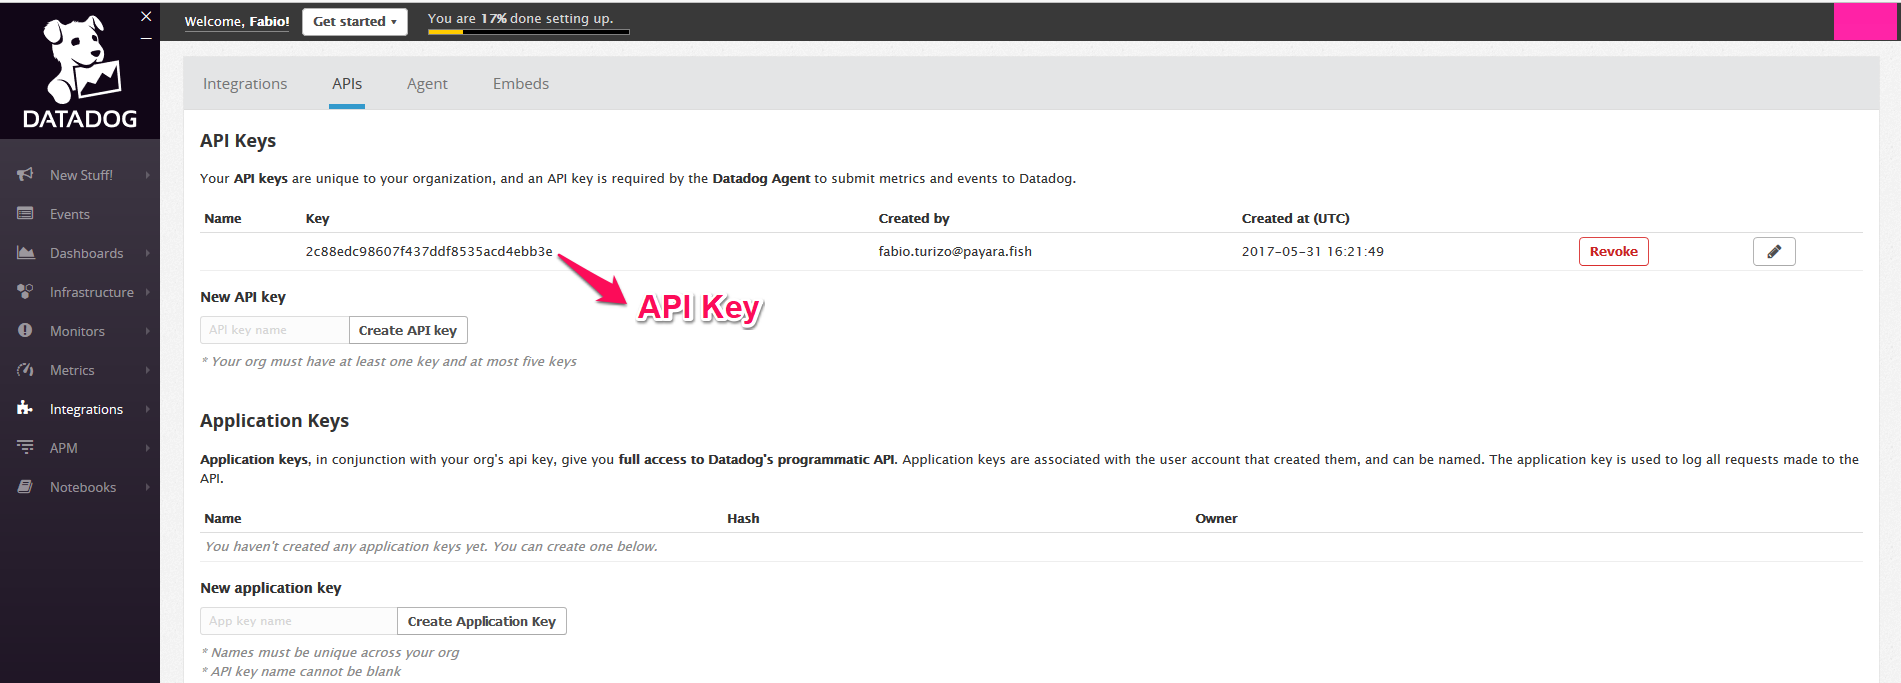 Welcome, Fabio!
Get started
You are 17% done setting up.
DATADOG
New Stuff!
Events
Dashboards
Infrastructure
Monitors
Metrics
Integrations
APM
Notebooks
Integrations APIs Agent Embeds
API Keys
Your API keys are unique to your organization, and an API key is required by the Datadog Agent to submit metrics and events to Datadog.
Name Key Created by Created at (UTC)
2c88edc98607f437ddf8535acd4ebb3e fabio.turizo@payara.fish 2017-05-31 16:21:49 Revoke
API Key
New API key
API key name Create API key
* Your org must have at least one key and at most five keys
Application Keys
Application keys, in conjunction with your org's api key, give you full access to Datadog's programmatic API. Application keys are associated with the user account that created them, and can be named. The application key is used to log all requests made to the
API.
Name Hash Owner
You haven't created any application keys yet. You can create one below.
New application key
App key name Create Application Key
* Names must be unique across your org
* API key name cannot be blank